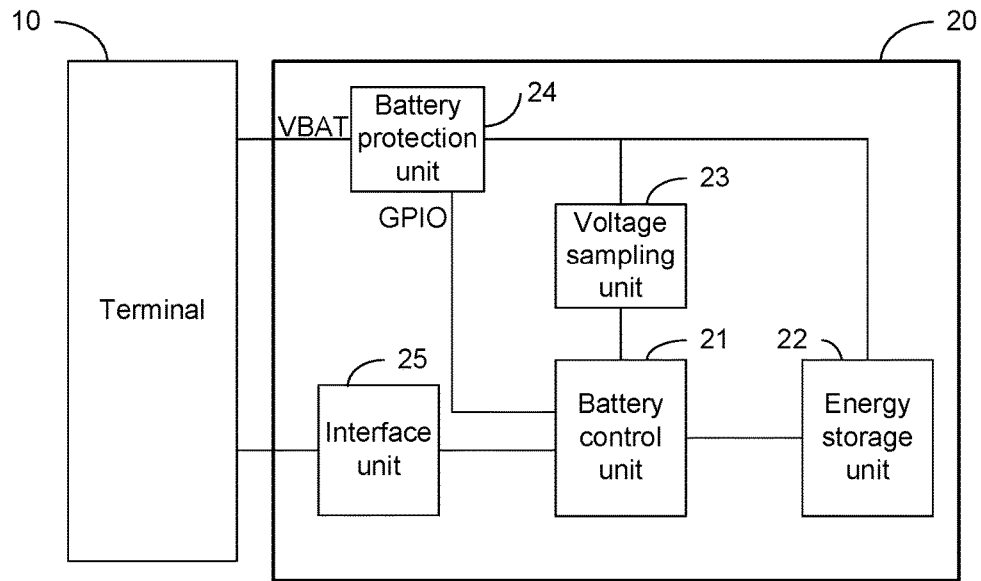 10
20
VBAT
Battery
protection
unit
24
GPIO
23
Voltage
sampling
unit
Terminal
25
Interface
unit
21
Battery
control
unit
22
Energy
storage
unit